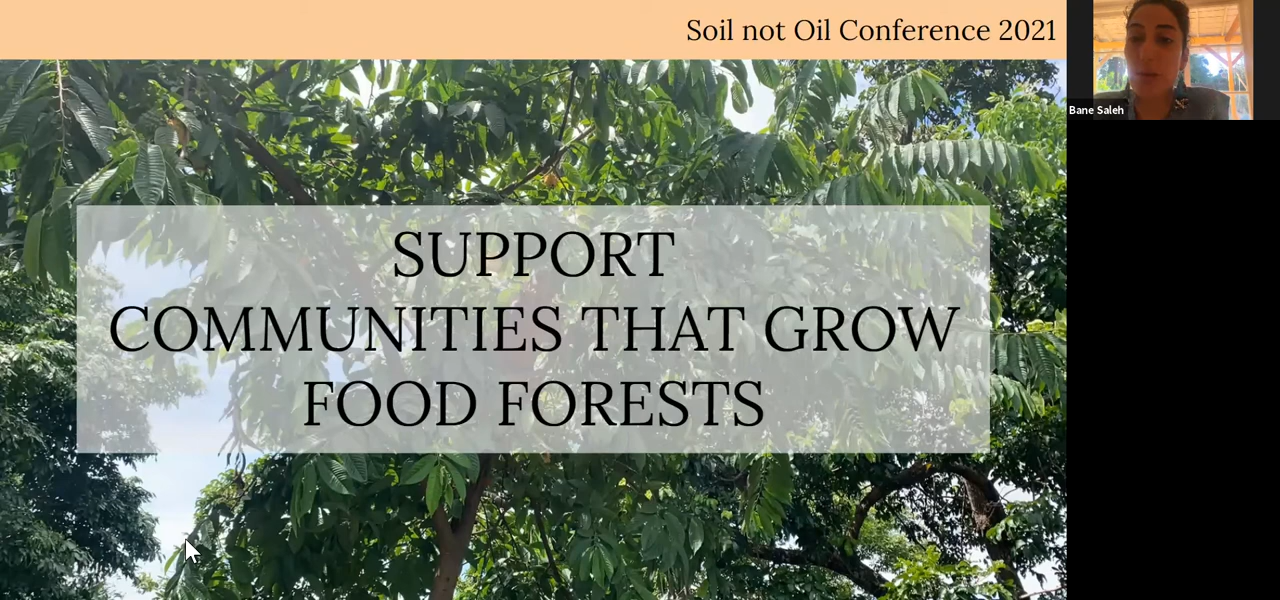 Soil not Oil Conference 2021
Bane Saleh
SUPPORT
COMMUNITIES THAT GROW
FOOD FORESTS